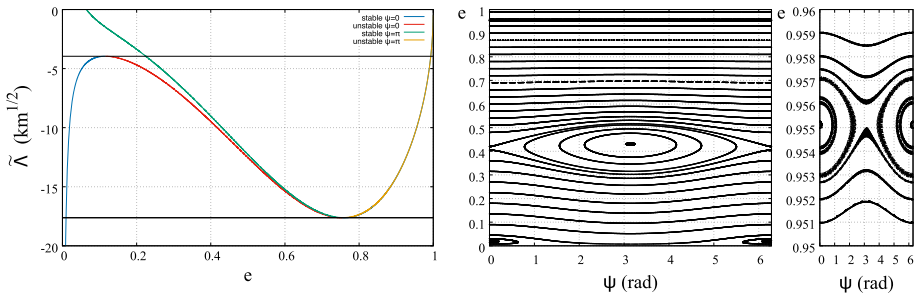 stable ψ=0
unstable ψ=0
stable ψ=π
unstable ψ=π
0
-5
-10
-15
-20
0 0.2 0.4 0.6 0.8 1
Λ̃ (km^1/2)
e
e
1
0.9
0.8
0.7
0.6
0.5
0.4
0.3
0.2
0.1
0
0 1 2 3 4 5 6
ψ (rad)
e
0.96
0.959
0.958
0.957
0.956
0.955
0.954
0.953
0.952
0.951
0.95
0 1 2 3 4 5 6
ψ (rad)